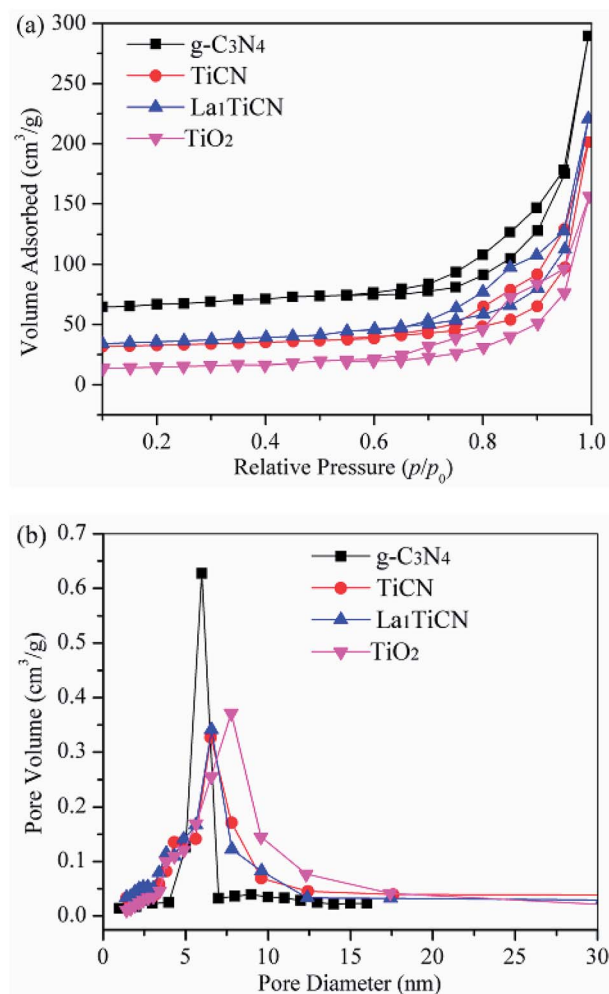 (a)
300
250
200
150
100
50
0
Volume Adsorbed (cm³/g)
g-C₃N₄
TiCN
La₁TiCN
TiO₂
0.2 0.4 0.6 0.8 1.0
Relative Pressure (p/p₀)
(b)
0.7
0.6
0.5
0.4
0.3
0.2
0.1
0.0
Pore Volume (cm³/g)
g-C₃N₄
TiCN
La₁TiCN
TiO₂
0 5 10 15 20 25 30
Pore Diameter (nm)